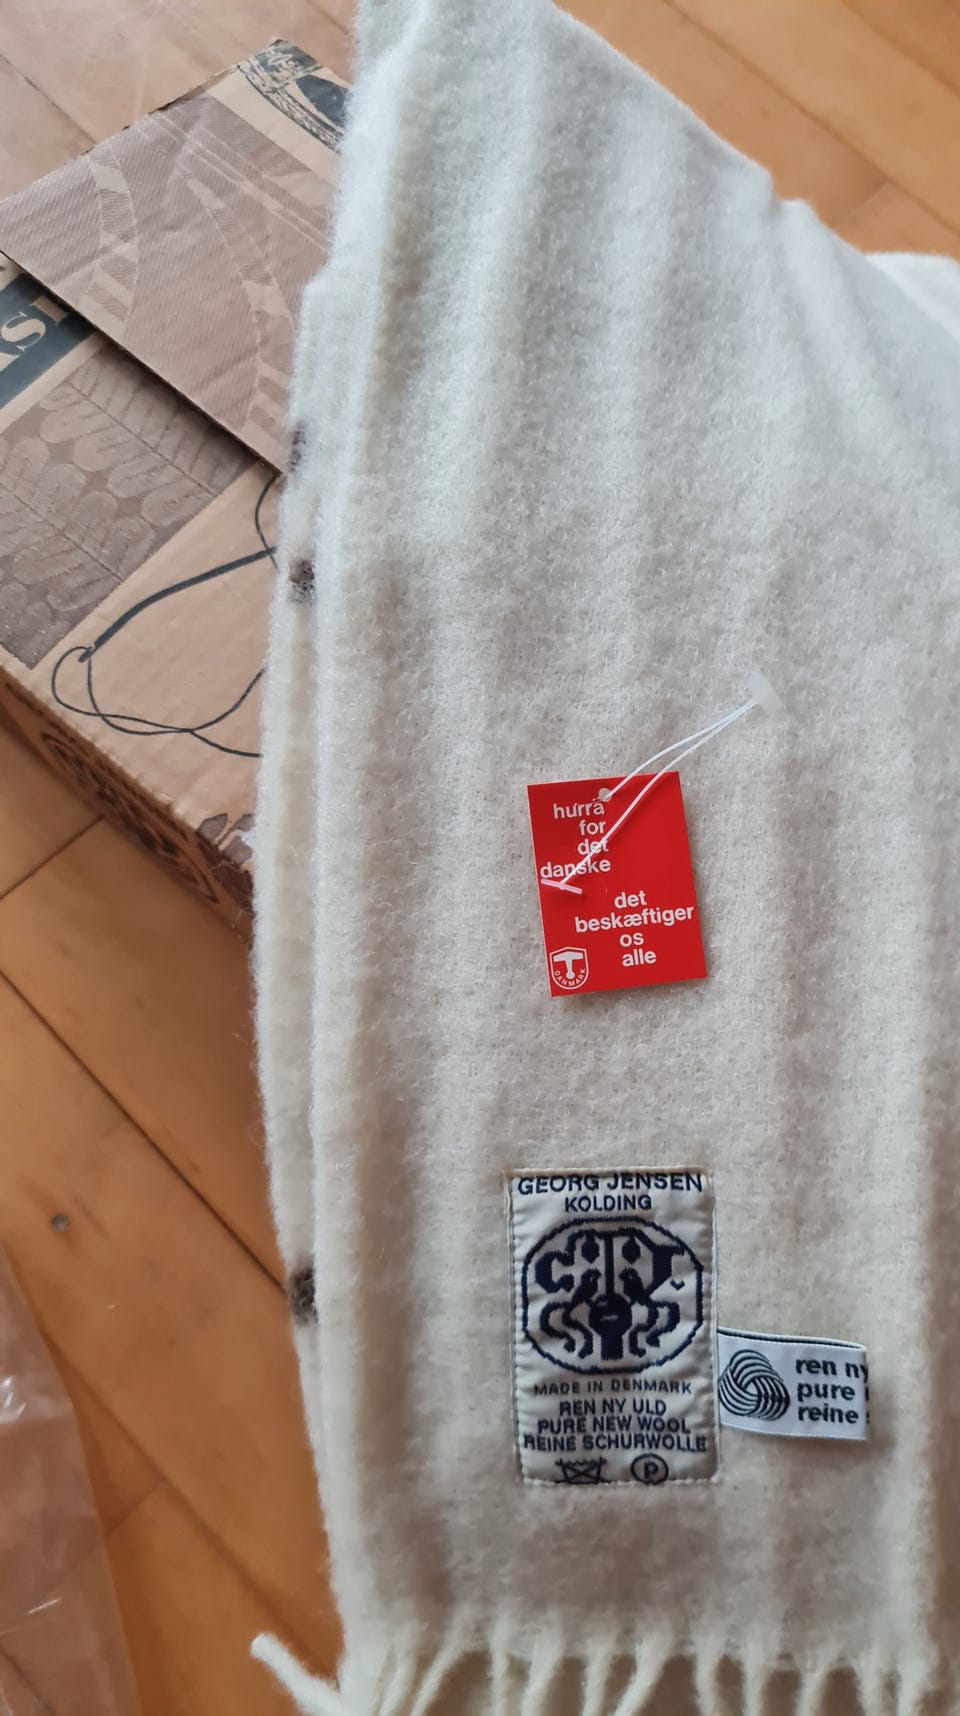 hurra
for
det
danske
det
beskæftiger
os
alle
DANMARK
GEORG JENSEN
KOLDING
MADE IN DENMARK
REN NY ULD
PURE NEW WOOL
REINE SCHURWOLLE
P
ren ny
pure
reine